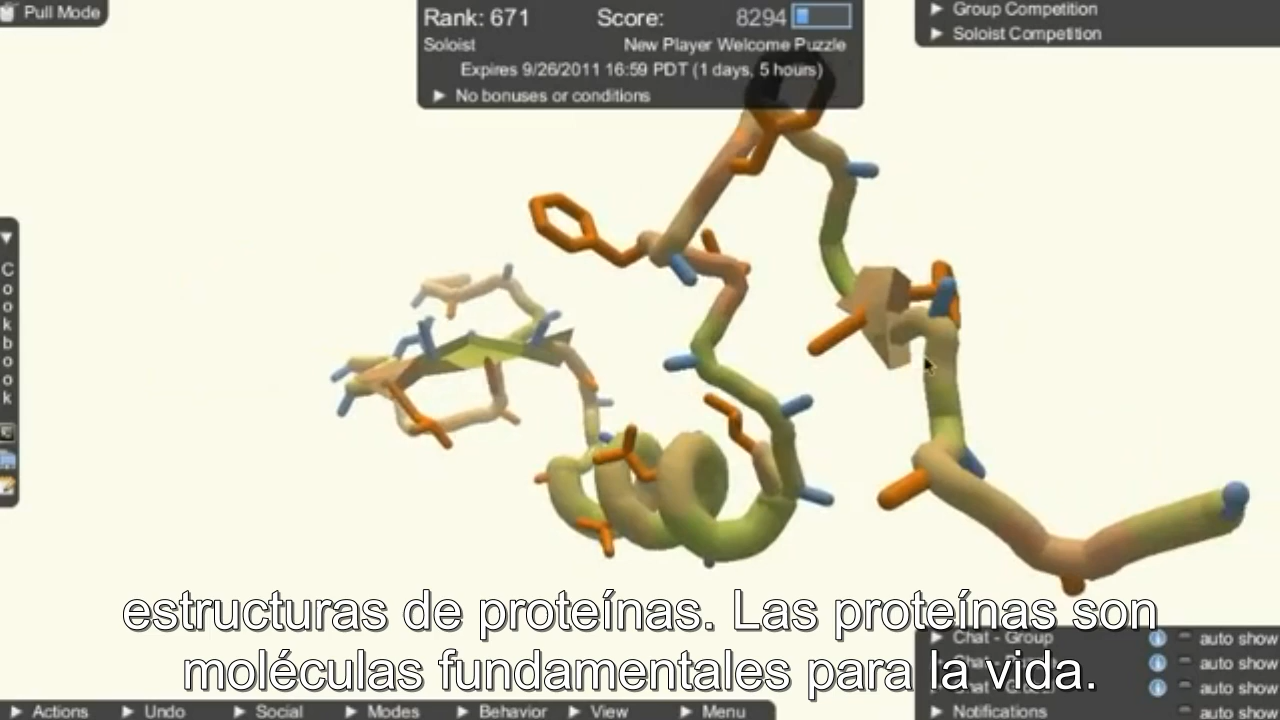 Pull Mode
Rank: 671 Score: 8294
Soloist New Player Welcome Puzzle
Expires 9/26/2011 16:59 PDT (1 days, 5 hours)
No bonuses or conditions
Group Competition
Soloist Competition
Cookbook
estructuras de proteínas. Las proteínas son
moléculas fundamentales para la vida.
Chat - Group auto show
auto show
auto show
Notifications auto show
Actions Undo Social Modes Behavior View Menu